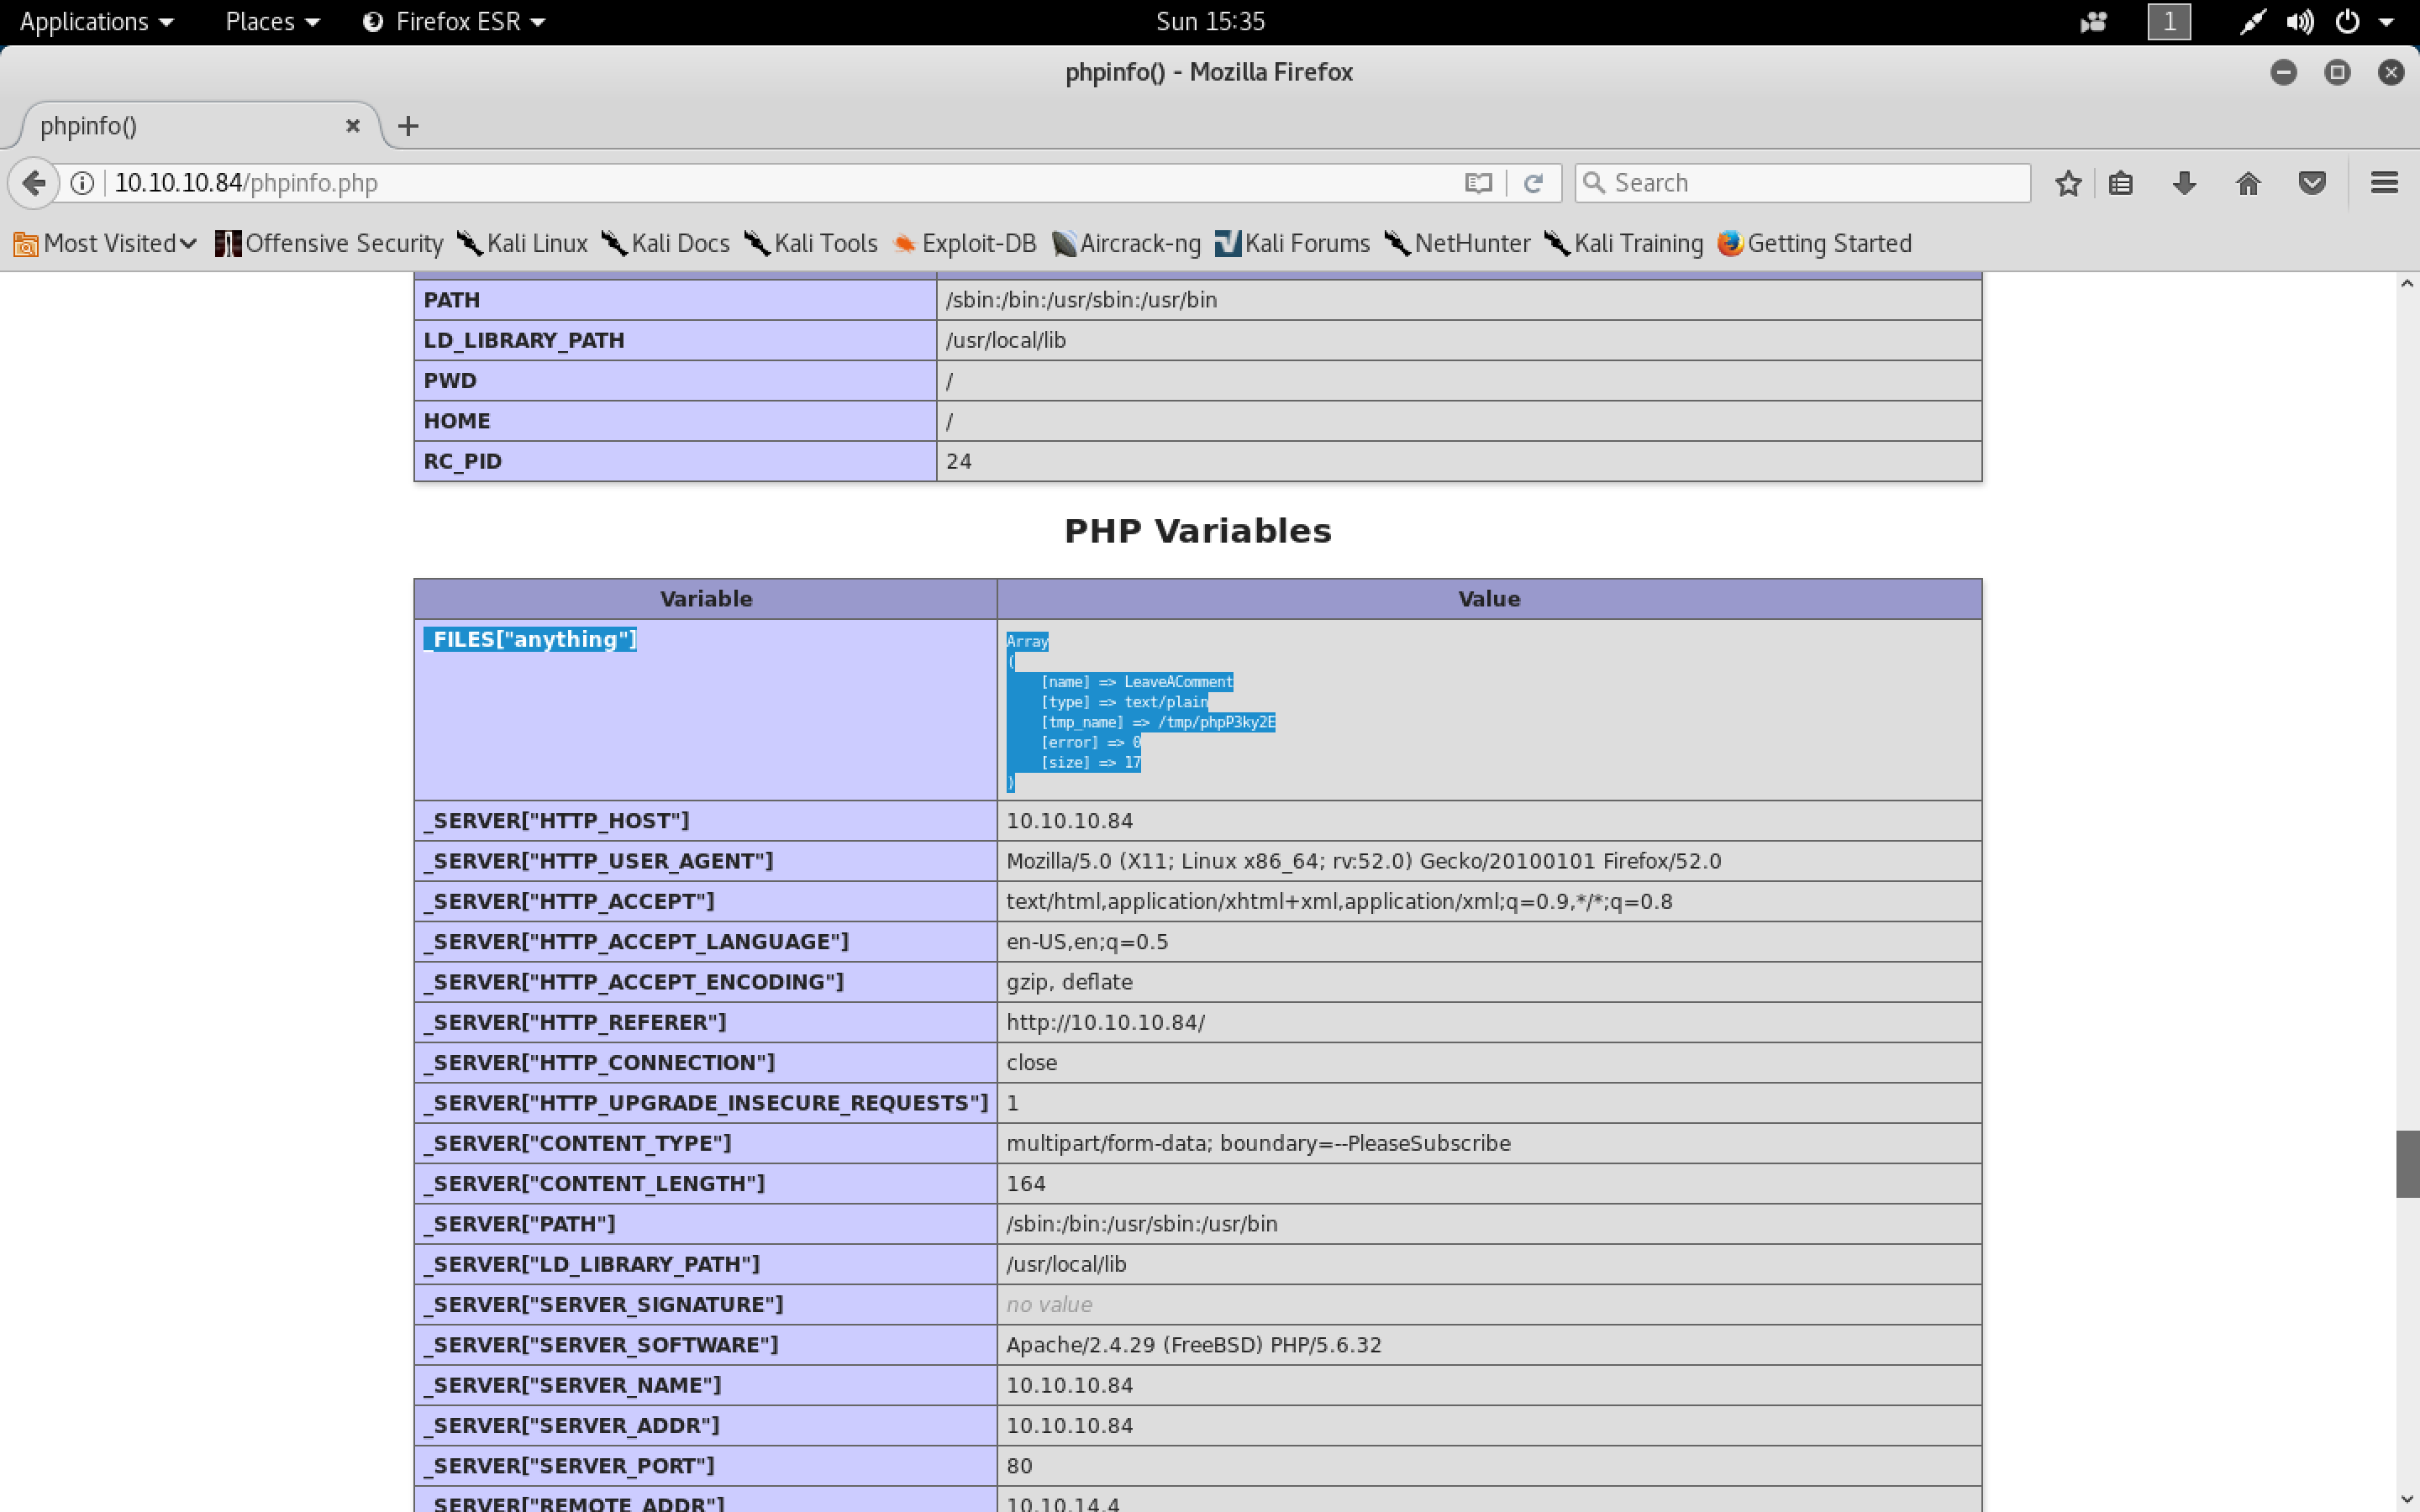 Applications Places Firefox ESR Sun 15:35 1
phpinfo() - Mozilla Firefox
phpinfo()
10.10.10.84/phpinfo.php Search
Most Visited Offensive Security Kali Linux Kali Docs Kali Tools Exploit-DB Aircrack-ng Kali Forums NetHunter Kali Training Getting Started
PATH /sbin:/bin:/usr/sbin:/usr/bin
LD_LIBRARY_PATH /usr/local/lib
PWD /
HOME /
RC_PID 24
PHP Variables
Variable Value
_FILES["anything"] Array
(
[name] => LeaveAComment
[type] => text/plain
[tmp_name] => /tmp/phpP3ky2E
[error] => 0
[size] => 17
)
_SERVER["HTTP_HOST"] 10.10.10.84
_SERVER["HTTP_USER_AGENT"] Mozilla/5.0 (X11; Linux x86_64; rv:52.0) Gecko/20100101 Firefox/52.0
_SERVER["HTTP_ACCEPT"] text/html,application/xhtml+xml,application/xml;q=0.9,*/*;q=0.8
_SERVER["HTTP_ACCEPT_LANGUAGE"] en-US,en;q=0.5
_SERVER["HTTP_ACCEPT_ENCODING"] gzip, deflate
_SERVER["HTTP_REFERER"] http://10.10.10.84/
_SERVER["HTTP_CONNECTION"] close
_SERVER["HTTP_UPGRADE_INSECURE_REQUESTS"] 1
_SERVER["CONTENT_TYPE"] multipart/form-data; boundary=--PleaseSubscribe
_SERVER["CONTENT_LENGTH"] 164
_SERVER["PATH"] /sbin:/bin:/usr/sbin:/usr/bin
_SERVER["LD_LIBRARY_PATH"] /usr/local/lib
_SERVER["SERVER_SIGNATURE"] no value
_SERVER["SERVER_SOFTWARE"] Apache/2.4.29 (FreeBSD) PHP/5.6.32
_SERVER["SERVER_NAME"] 10.10.10.84
_SERVER["SERVER_ADDR"] 10.10.10.84
_SERVER["SERVER_PORT"] 80
_SERVER["REMOTE_ADDR"] 10.10.14.4